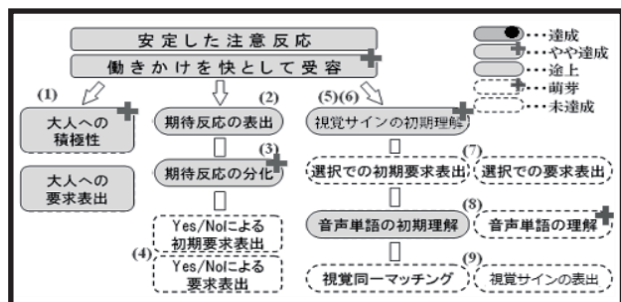 安定した注意反応
働きかけを快として受容
･･･達成
･･･やや達成
･･･途上
･･･萌芽
･･･未達成
(1)
大人への
積極性
大人への
要求表出
(2)
期待反応の表出
(3)
期待反応の分化
(4)
Yes/Noによる
初期要求表出
Yes/Noによる
要求表出
(5)(6)
視覚サインの初期理解
選択での初期要求表出
(7)
選択での要求表出
音声単語の初期理解
(8)
音声単語の理解
視覚同一マッチング
(9)
視覚サインの表出